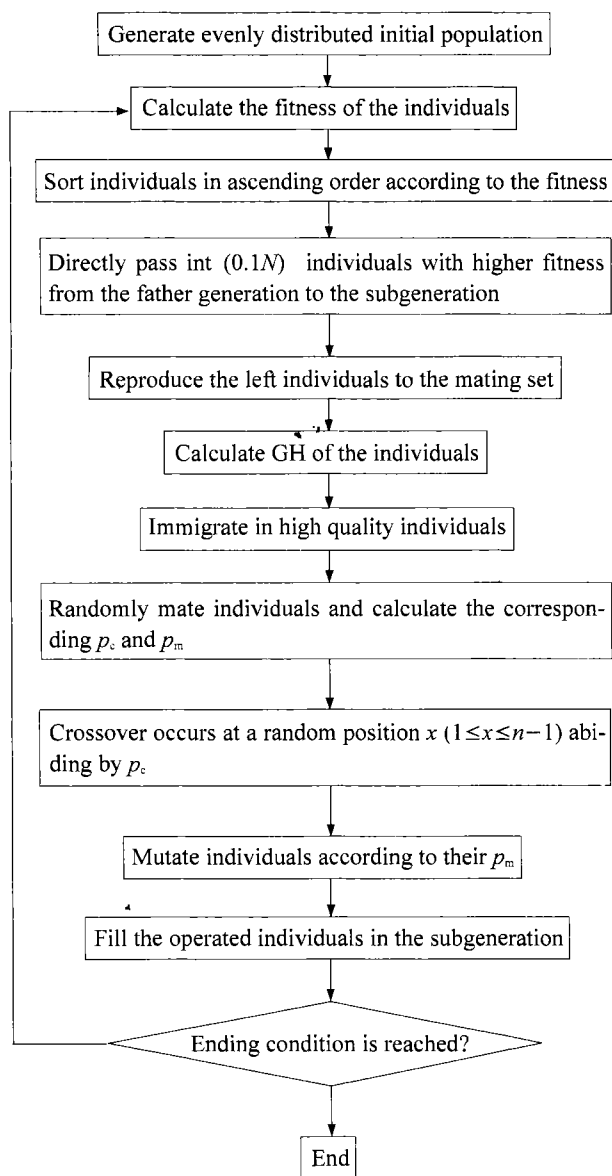 Generate evenly distributed initial population
Calculate the fitness of the individuals
Sort individuals in ascending order according to the fitness
Directly pass int (0.1N) individuals with higher fitness
from the father generation to the subgeneration
Reproduce the left individuals to the mating set
Calculate GH of the individuals
Immigrate in high quality individuals
Randomly mate individuals and calculate the correspon-
ding pc and pm
Crossover occurs at a random position x (1≤x≤n−1) abi-
ding by pc
Mutate individuals according to their pm
Fill the operated individuals in the subgeneration
Ending condition is reached?
End